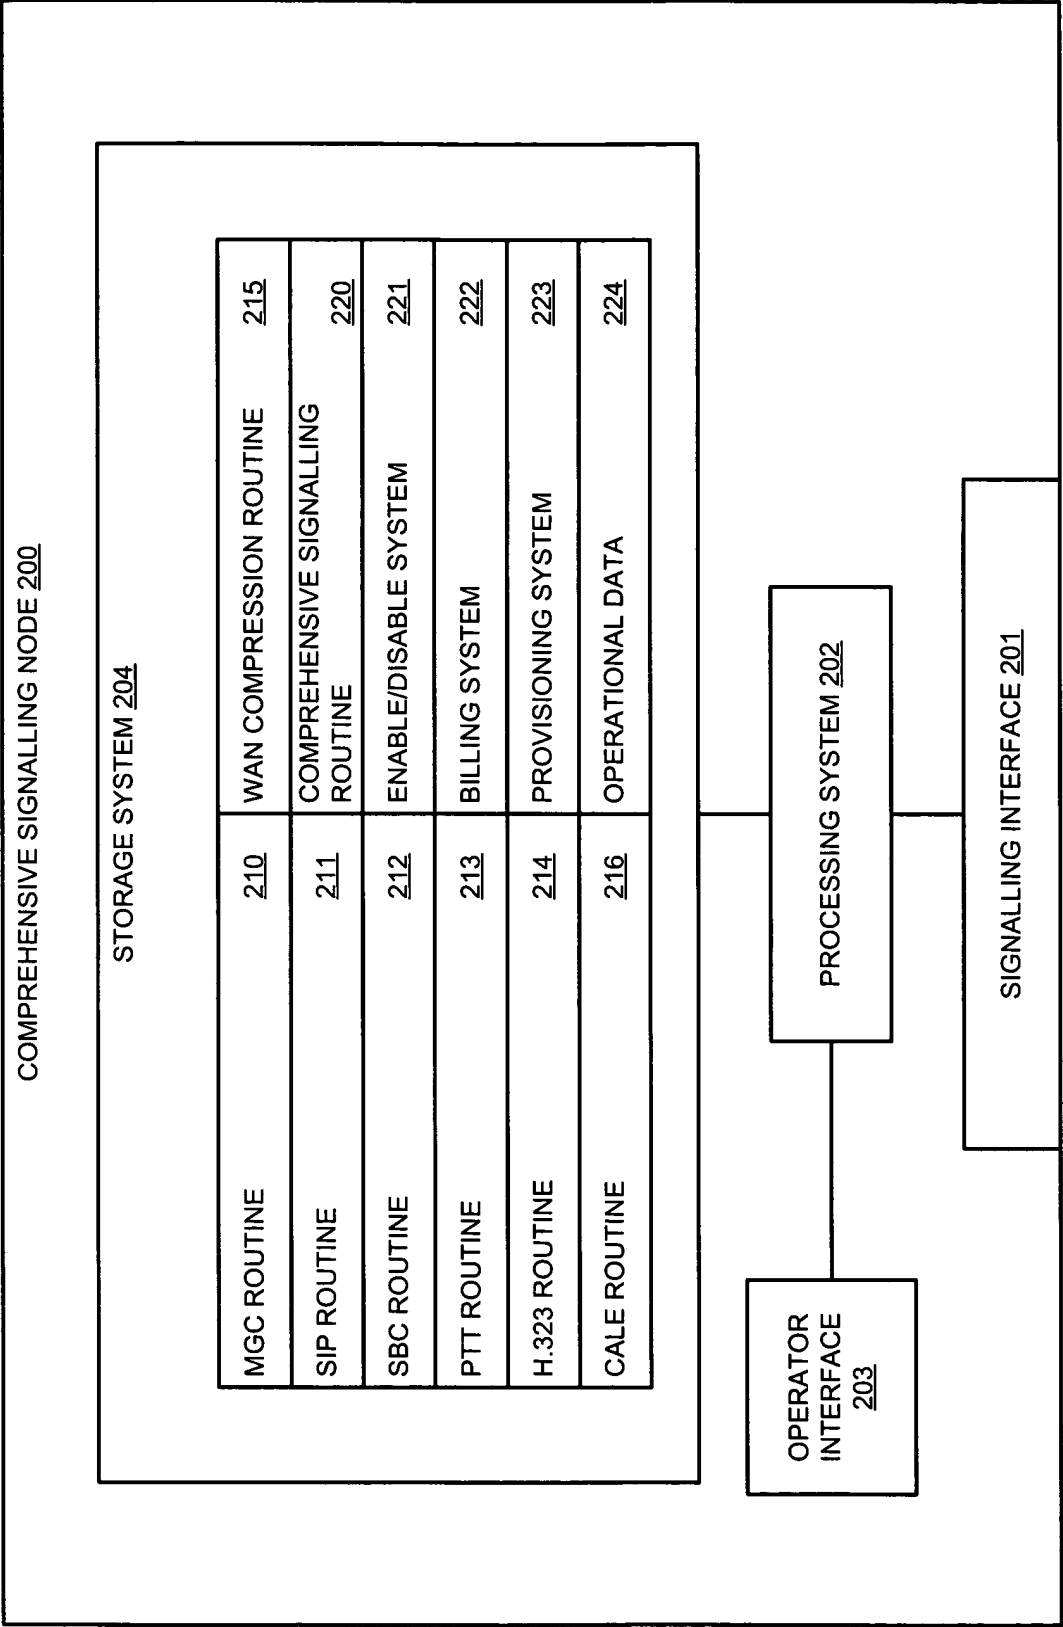 COMPREHENSIVE SIGNALLING NODE 200
STORAGE SYSTEM 204
MGC ROUTINE 210
WAN COMPRESSION ROUTINE 215
SIP ROUTINE 211
COMPREHENSIVE SIGNALLING
ROUTINE 220
SBC ROUTINE 212
ENABLE/DISABLE SYSTEM 221
PTT ROUTINE 213
BILLING SYSTEM 222
H.323 ROUTINE 214
PROVISIONING SYSTEM 223
CALE ROUTINE 216
OPERATIONAL DATA 224
OPERATOR
INTERFACE
203
PROCESSING SYSTEM 202
SIGNALLING INTERFACE 201